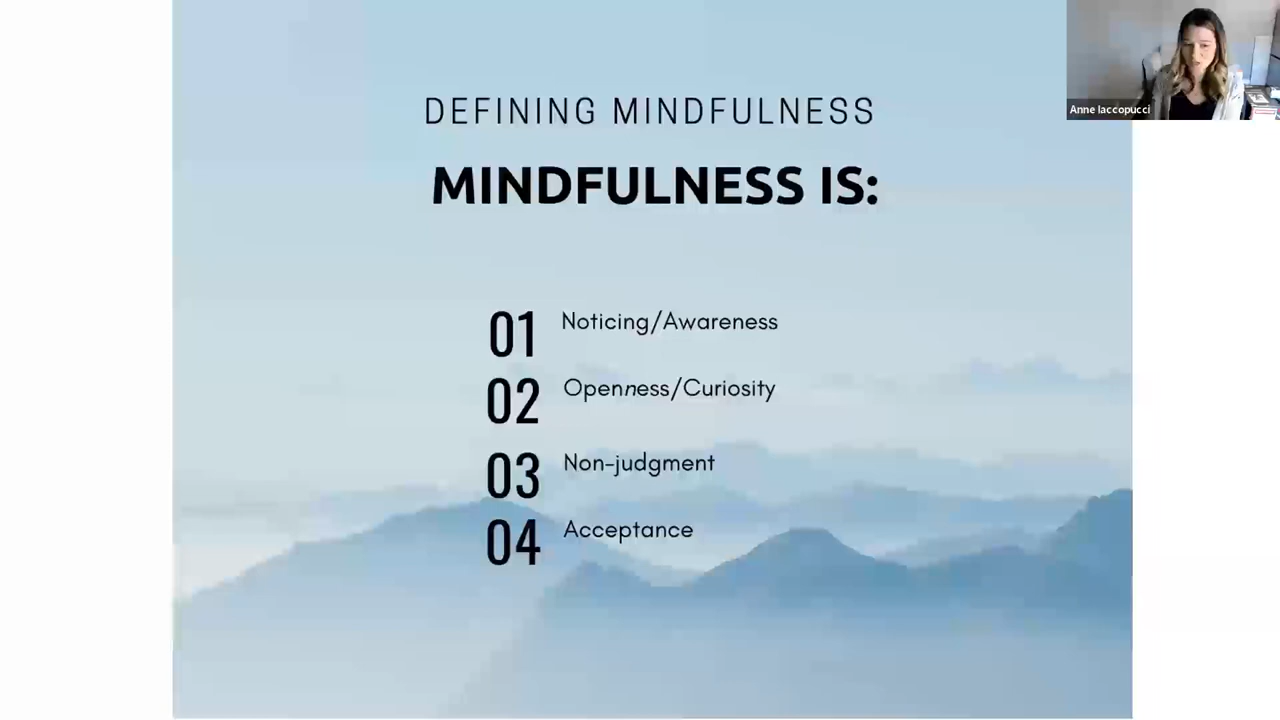 DEFINING MINDFULNESS
MINDFULNESS IS:
01 Noticing/Awareness
02 Openness/Curiosity
03 Non-judgment
04 Acceptance
Anne Iaccopucci